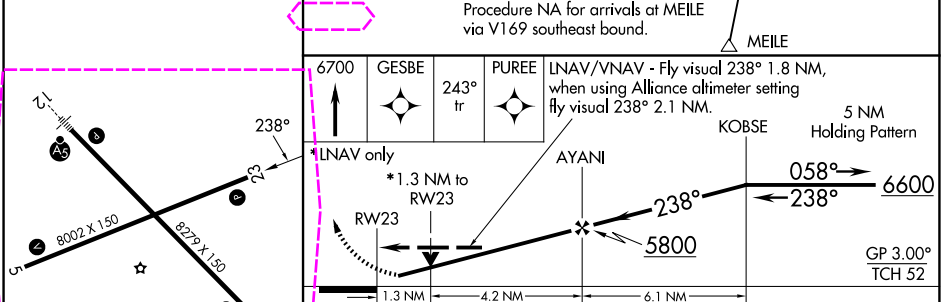 Procedure NA for arrivals at MEILE
via V169 southeast bound.
MEILE
6700
GESBE
243°
tr
PUREE
LNAV/VNAV - Fly visual 238° 1.8 NM,
when using Alliance altimeter setting
fly visual 238° 2.1 NM.
5 NM
Holding Pattern
KOBSE
*LNAV only
AYANI
*1.3 NM to
RW23
RW23
238°
058°
238°
6600
5800
GP 3.00°
TCH 52
1.3 NM
4.2 NM
6.1 NM
12
P
A5
238°
23
P
V
8002 X 150
8279 X 150
5